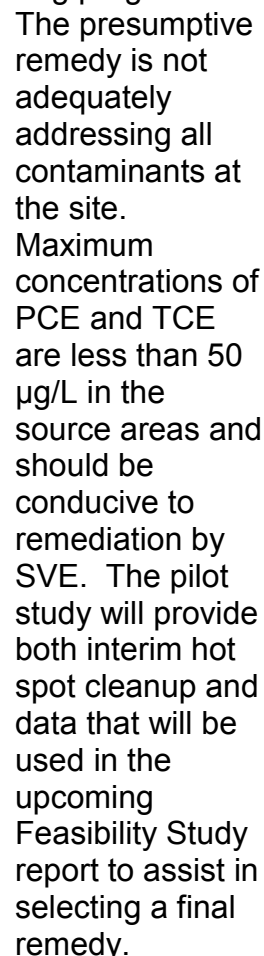 The presumptive
remedy is not
adequately
addressing all
contaminants at
the site.
Maximum
concentrations of
PCE and TCE
are less than 50
µg/L in the
source areas and
should be
conducive to
remediation by
SVE.  The pilot
study will provide
both interim hot
spot cleanup and
data that will be
used in the
upcoming
Feasibility Study
report to assist in
selecting a final
remedy.